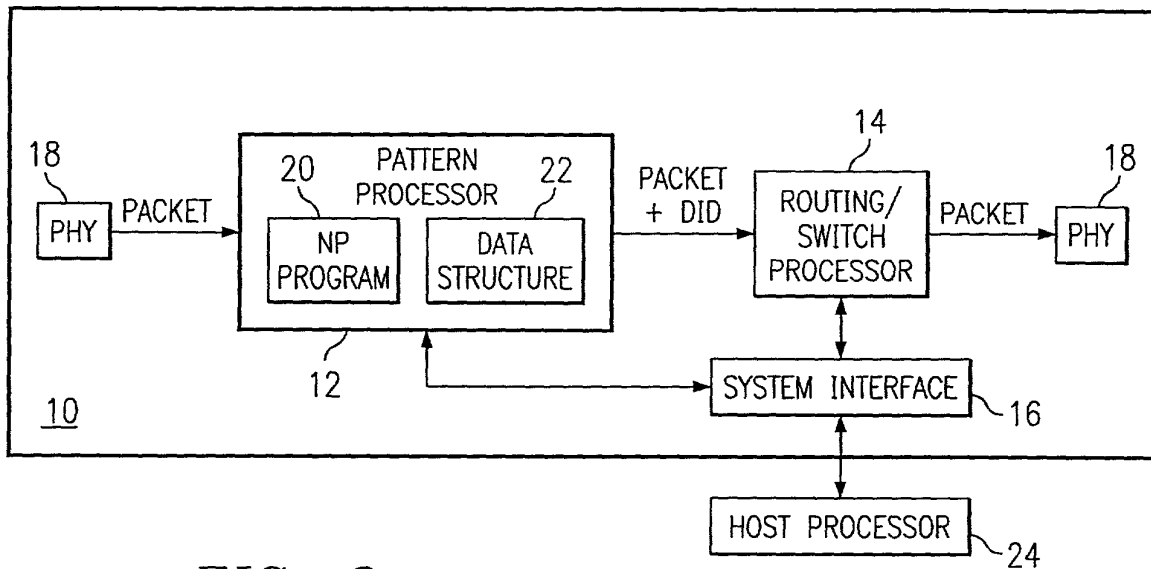 14
18
20
PATTERN
PROCESSOR
22
PACKET
+ DID
ROUTING/
SWITCH
PROCESSOR
18
PHY
PACKET
NP
PROGRAM
DATA
STRUCTURE
PACKET
PHY
12
10
SYSTEM INTERFACE
16
HOST PROCESSOR
24